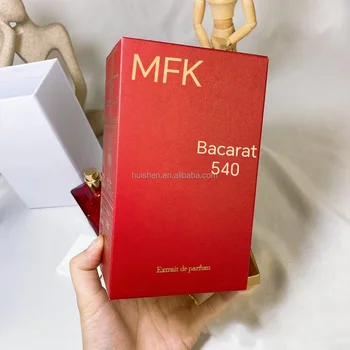 MFK
Bacarat
540
huishen.en.alibaba.com
Extrait de parfum